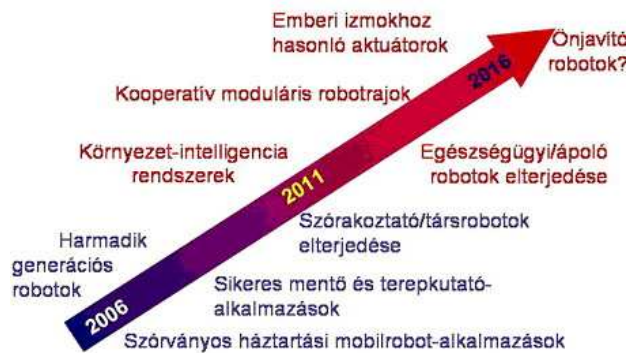 Emberi izmokhoz
hasonló aktuátorok
Önjavító
robotok?
2016
Kooperatív moduláris robotrajok
Környezet-intelligencia
rendszerek
Egészségügyi/ápoló
robotok elterjedése
2011
Szórakoztató/társrobotok
elterjedése
Harmadik
generációs
robotok
Sikeres mentő és terepkutató-
alkalmazások
2006
Szórványos háztartási mobilrobot-alkalmazások